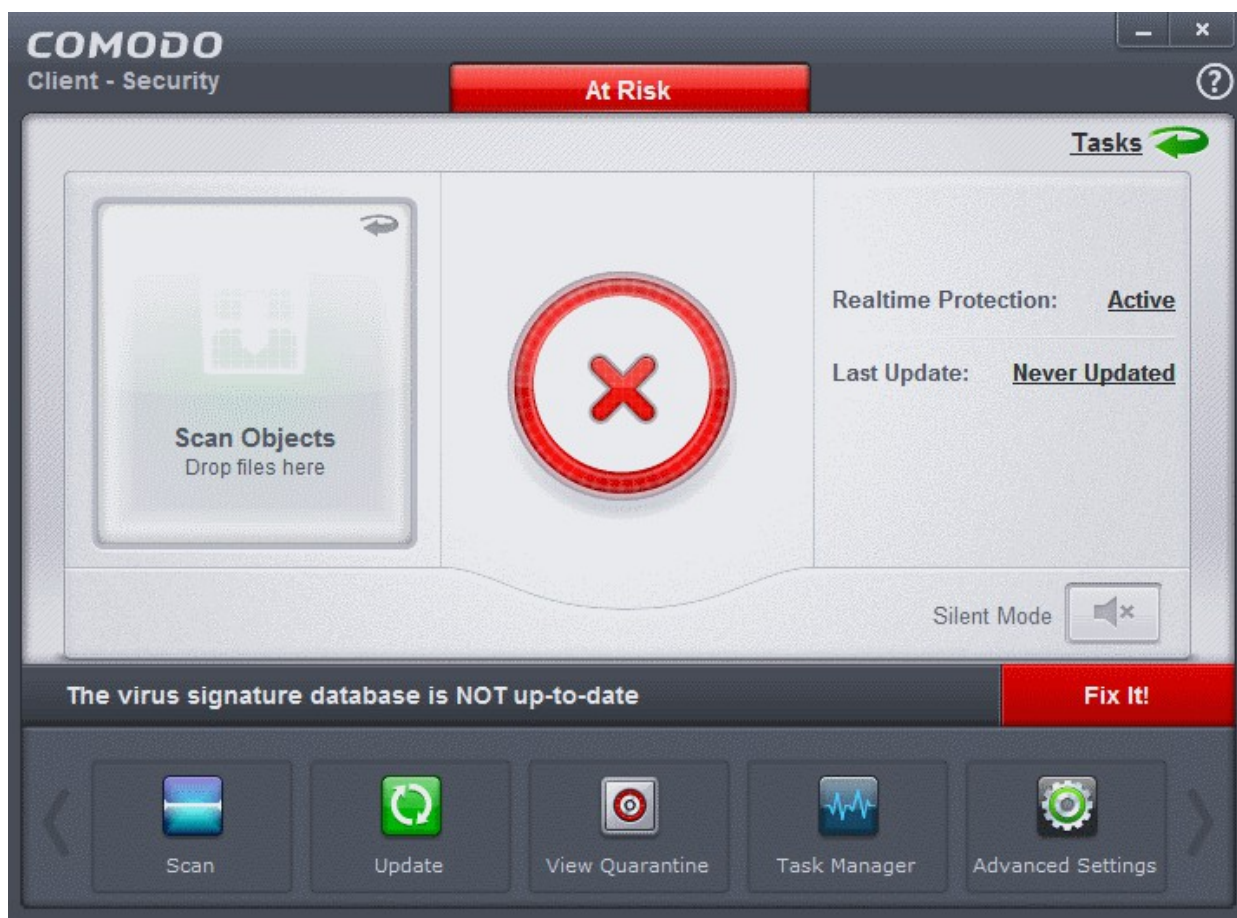 COMODO
Client - Security
At Risk
?
Tasks
Scan Objects
Drop files here
Realtime Protection: Active
Last Update: Never Updated
Silent Mode
The virus signature database is NOT up-to-date
Fix It!
Scan
Update
View Quarantine
Task Manager
Advanced Settings